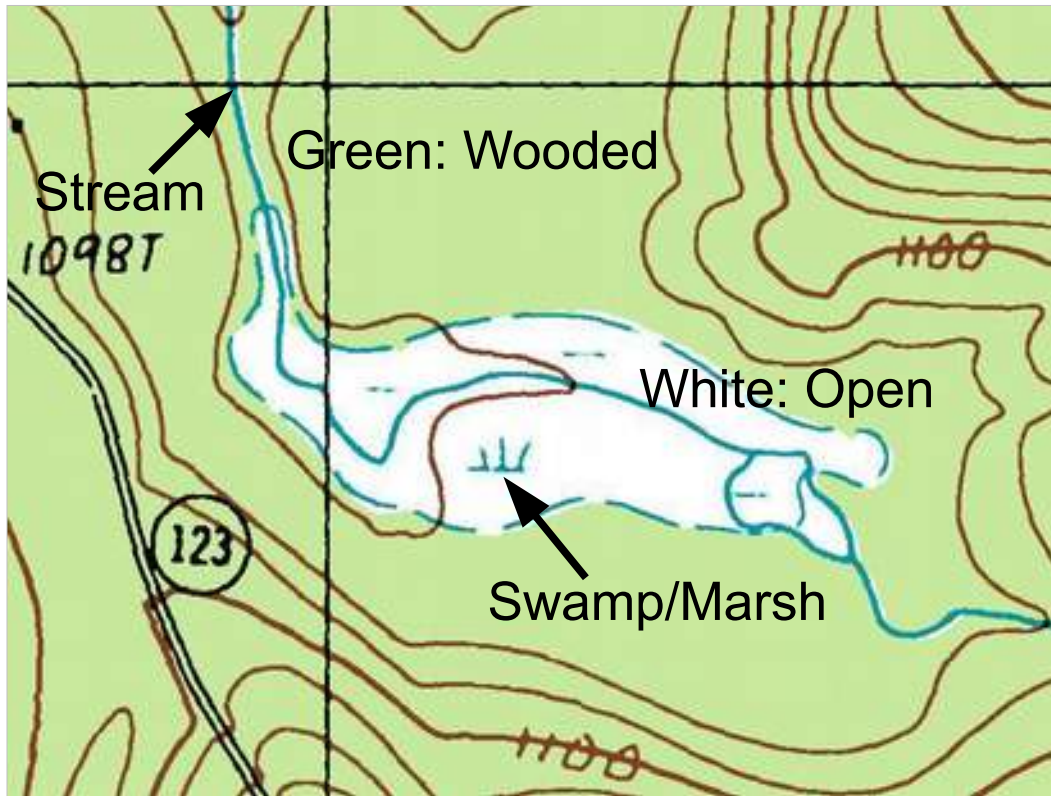 Green: Wooded
Stream
1098T
1100
White: Open
123
Swamp/Marsh
1100